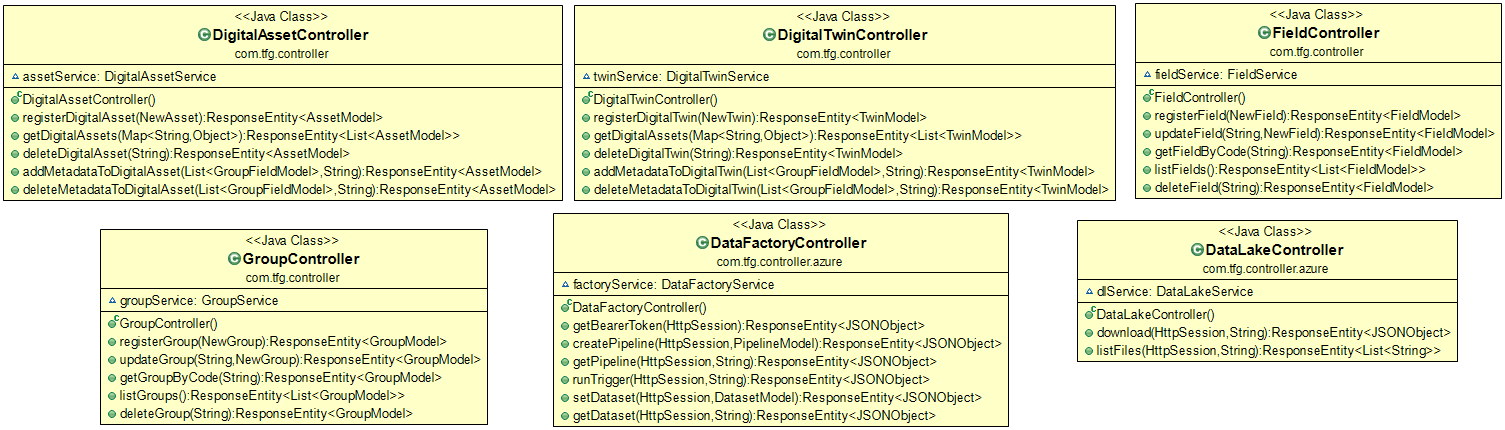 <<Java Class>>
DigitalAssetController
com.tfg.controller
assetService: DigitalAssetService
DigitalAssetController()
registerDigitalAsset(NewAsset):ResponseEntity<AssetModel>
getDigitalAssets(Map<String,Object>):ResponseEntity<List<AssetModel>>
deleteDigitalAsset(String):ResponseEntity<AssetModel>
addMetadataToDigitalAsset(List<GroupFieldModel>,String):ResponseEntity<AssetModel>
deleteMetadataToDigitalAsset(List<GroupFieldModel>,String):ResponseEntity<AssetModel>
<<Java Class>>
DigitalTwinController
com.tfg.controller
twinService: DigitalTwinService
DigitalTwinController()
registerDigitalTwin(NewTwin):ResponseEntity<TwinModel>
getDigitalAssets(Map<String,Object>):ResponseEntity<List<TwinModel>>
deleteDigitalTwin(String):ResponseEntity<TwinModel>
addMetadataToDigitalTwin(List<GroupFieldModel>,String):ResponseEntity<TwinModel>
deleteMetadataToDigitalTwin(List<GroupFieldModel>,String):ResponseEntity<TwinModel>
<<Java Class>>
FieldController
com.tfg.controller
fieldService: FieldService
FieldController()
registerField(NewField):ResponseEntity<FieldModel>
updateField(String,NewField):ResponseEntity<FieldModel>
getFieldByCode(String):ResponseEntity<FieldModel>
listFields():ResponseEntity<List<FieldModel>>
deleteField(String):ResponseEntity<FieldModel>
<<Java Class>>
GroupController
com.tfg.controller
groupService: GroupService
GroupController()
registerGroup(NewGroup):ResponseEntity<GroupModel>
updateGroup(String,NewGroup):ResponseEntity<GroupModel>
getGroupByCode(String):ResponseEntity<GroupModel>
listGroups():ResponseEntity<List<GroupModel>>
deleteGroup(String):ResponseEntity<GroupModel>
<<Java Class>>
DataFactoryController
com.tfg.controller.azure
factoryService: DataFactoryService
DataFactoryController()
getBearerToken(HttpSession):ResponseEntity<JSONObject>
createPipeline(HttpSession,PipelineModel):ResponseEntity<JSONObject>
getPipeline(HttpSession,String):ResponseEntity<JSONObject>
runTrigger(HttpSession,String):ResponseEntity<JSONObject>
setDataset(HttpSession,DatasetModel):ResponseEntity<JSONObject>
getDataset(HttpSession,String):ResponseEntity<JSONObject>
<<Java Class>>
DataLakeController
com.tfg.controller.azure
dlService: DataLakeService
DataLakeController()
download(HttpSession,String):ResponseEntity<JSONObject>
listFiles(HttpSession,String):ResponseEntity<List<String>>